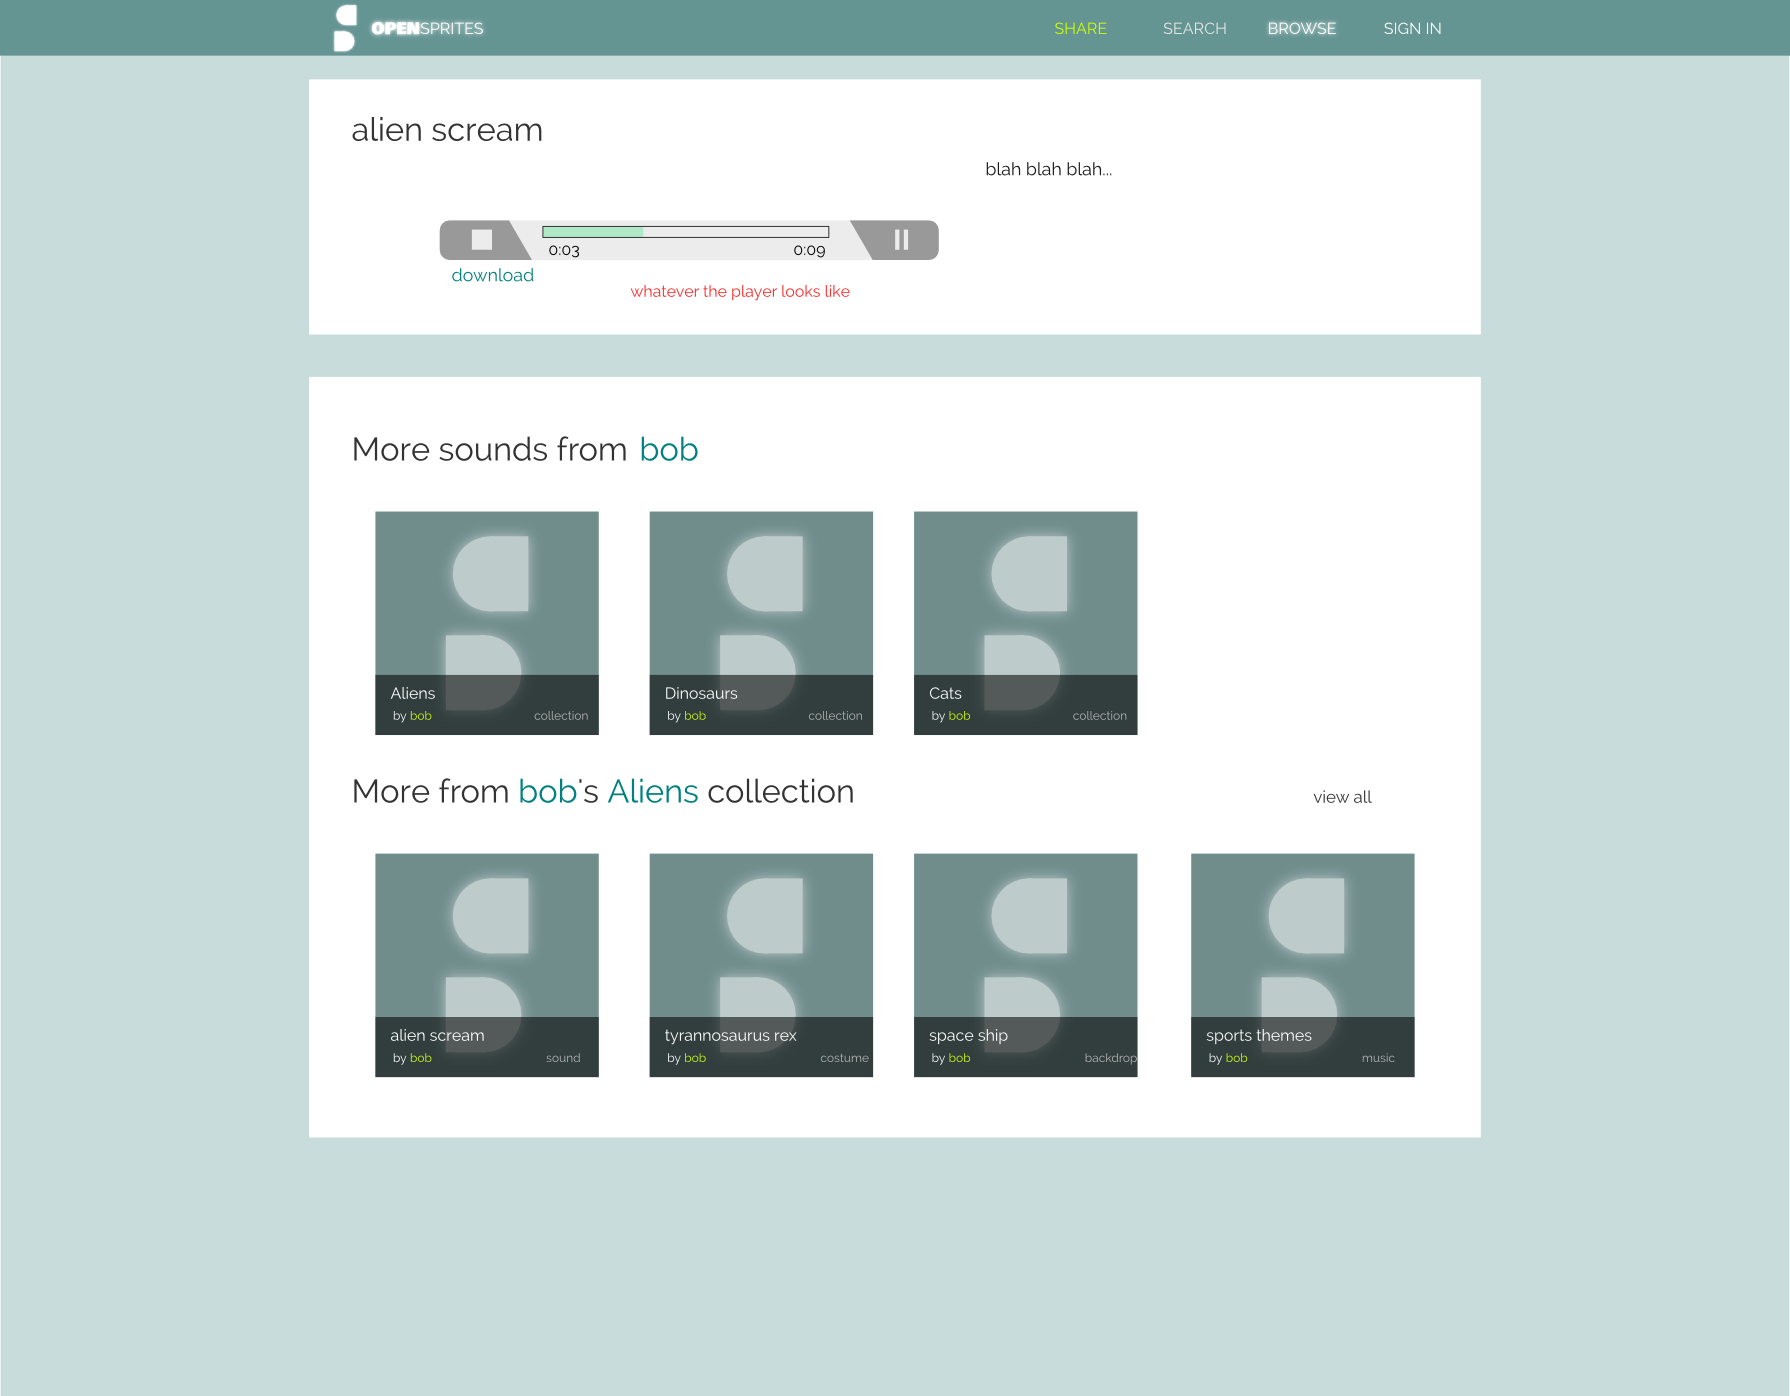 OPENSPRITES SHARE SEARCH BROWSE SIGN IN
alien scream
blah blah blah...
0:03 0:09
download
whatever the player looks like
More sounds from bob
Aliens
by bob collection
Dinosaurs
by bob collection
Cats
by bob collection
More from bob's Aliens collection
view all
alien scream
by bob sound
tyrannosaurus rex
by bob costume
space ship
by bob backdrop
sports themes
by bob music